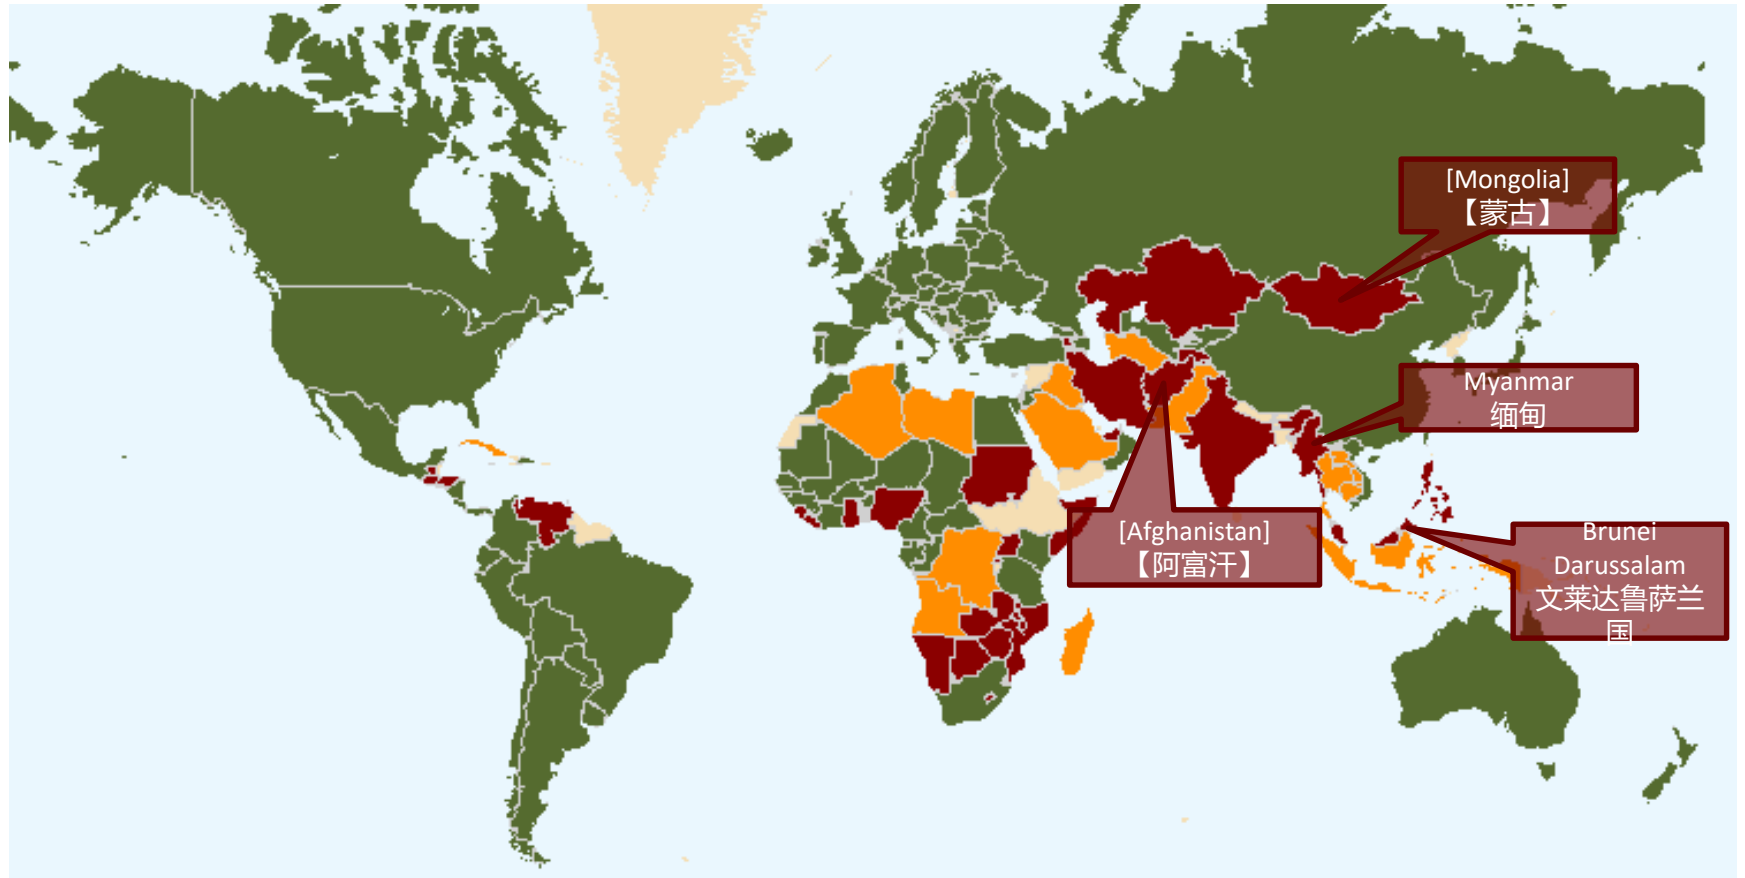 [Mongolia]
【蒙古】
Myanmar
缅甸
[Afghanistan]
【阿富汗】
Brunei
Darussalam
文莱达鲁萨兰
国